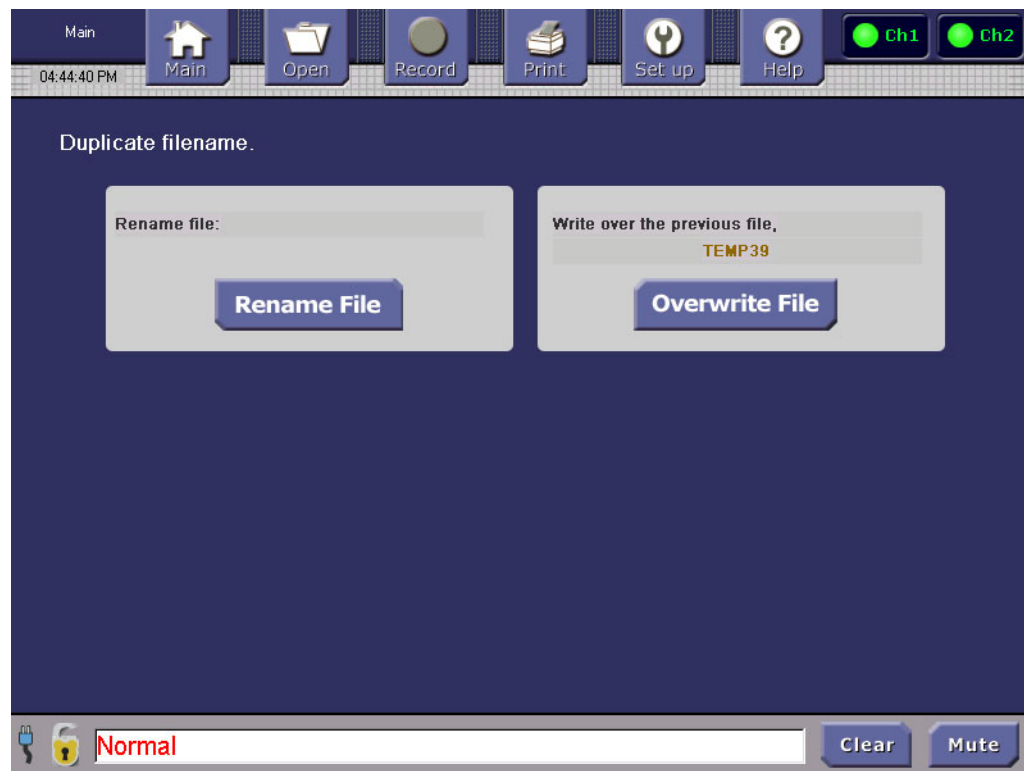 Main
04:44:40 PM
Main
Open
Record
Print
Set up
Help
Ch1
Ch2
Duplicate filename.
Rename file:
Rename File
Write over the previous file,
TEMP39
Overwrite File
Normal
Clear
Mute